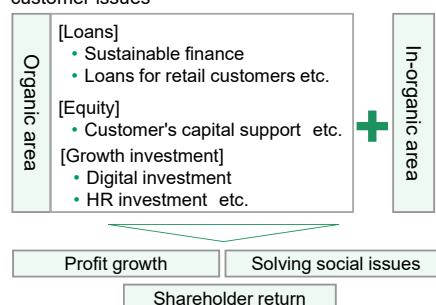 customer issues
Organic area
[Loans]
• Sustainable finance
• Loans for retail customers etc.
[Equity]
• Customer's capital support etc.
[Growth investment]
• Digital investment
• HR investment etc.
In-organic area
Profit growth
Solving social issues
Shareholder return